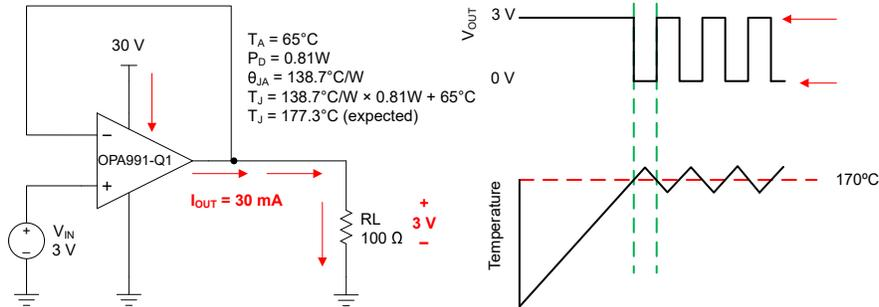 30 V
T_A = 65°C
P_D = 0.81W
θ_JA = 138.7°C/W
T_J = 138.7°C/W × 0.81W + 65°C
T_J = 177.3°C (expected)
–
OPA991-Q1
+
I_OUT = 30 mA
+
–
V_IN
3 V
RL
100 Ω
+
3 V
–
V_OUT
3 V
0 V
Temperature
170ºC